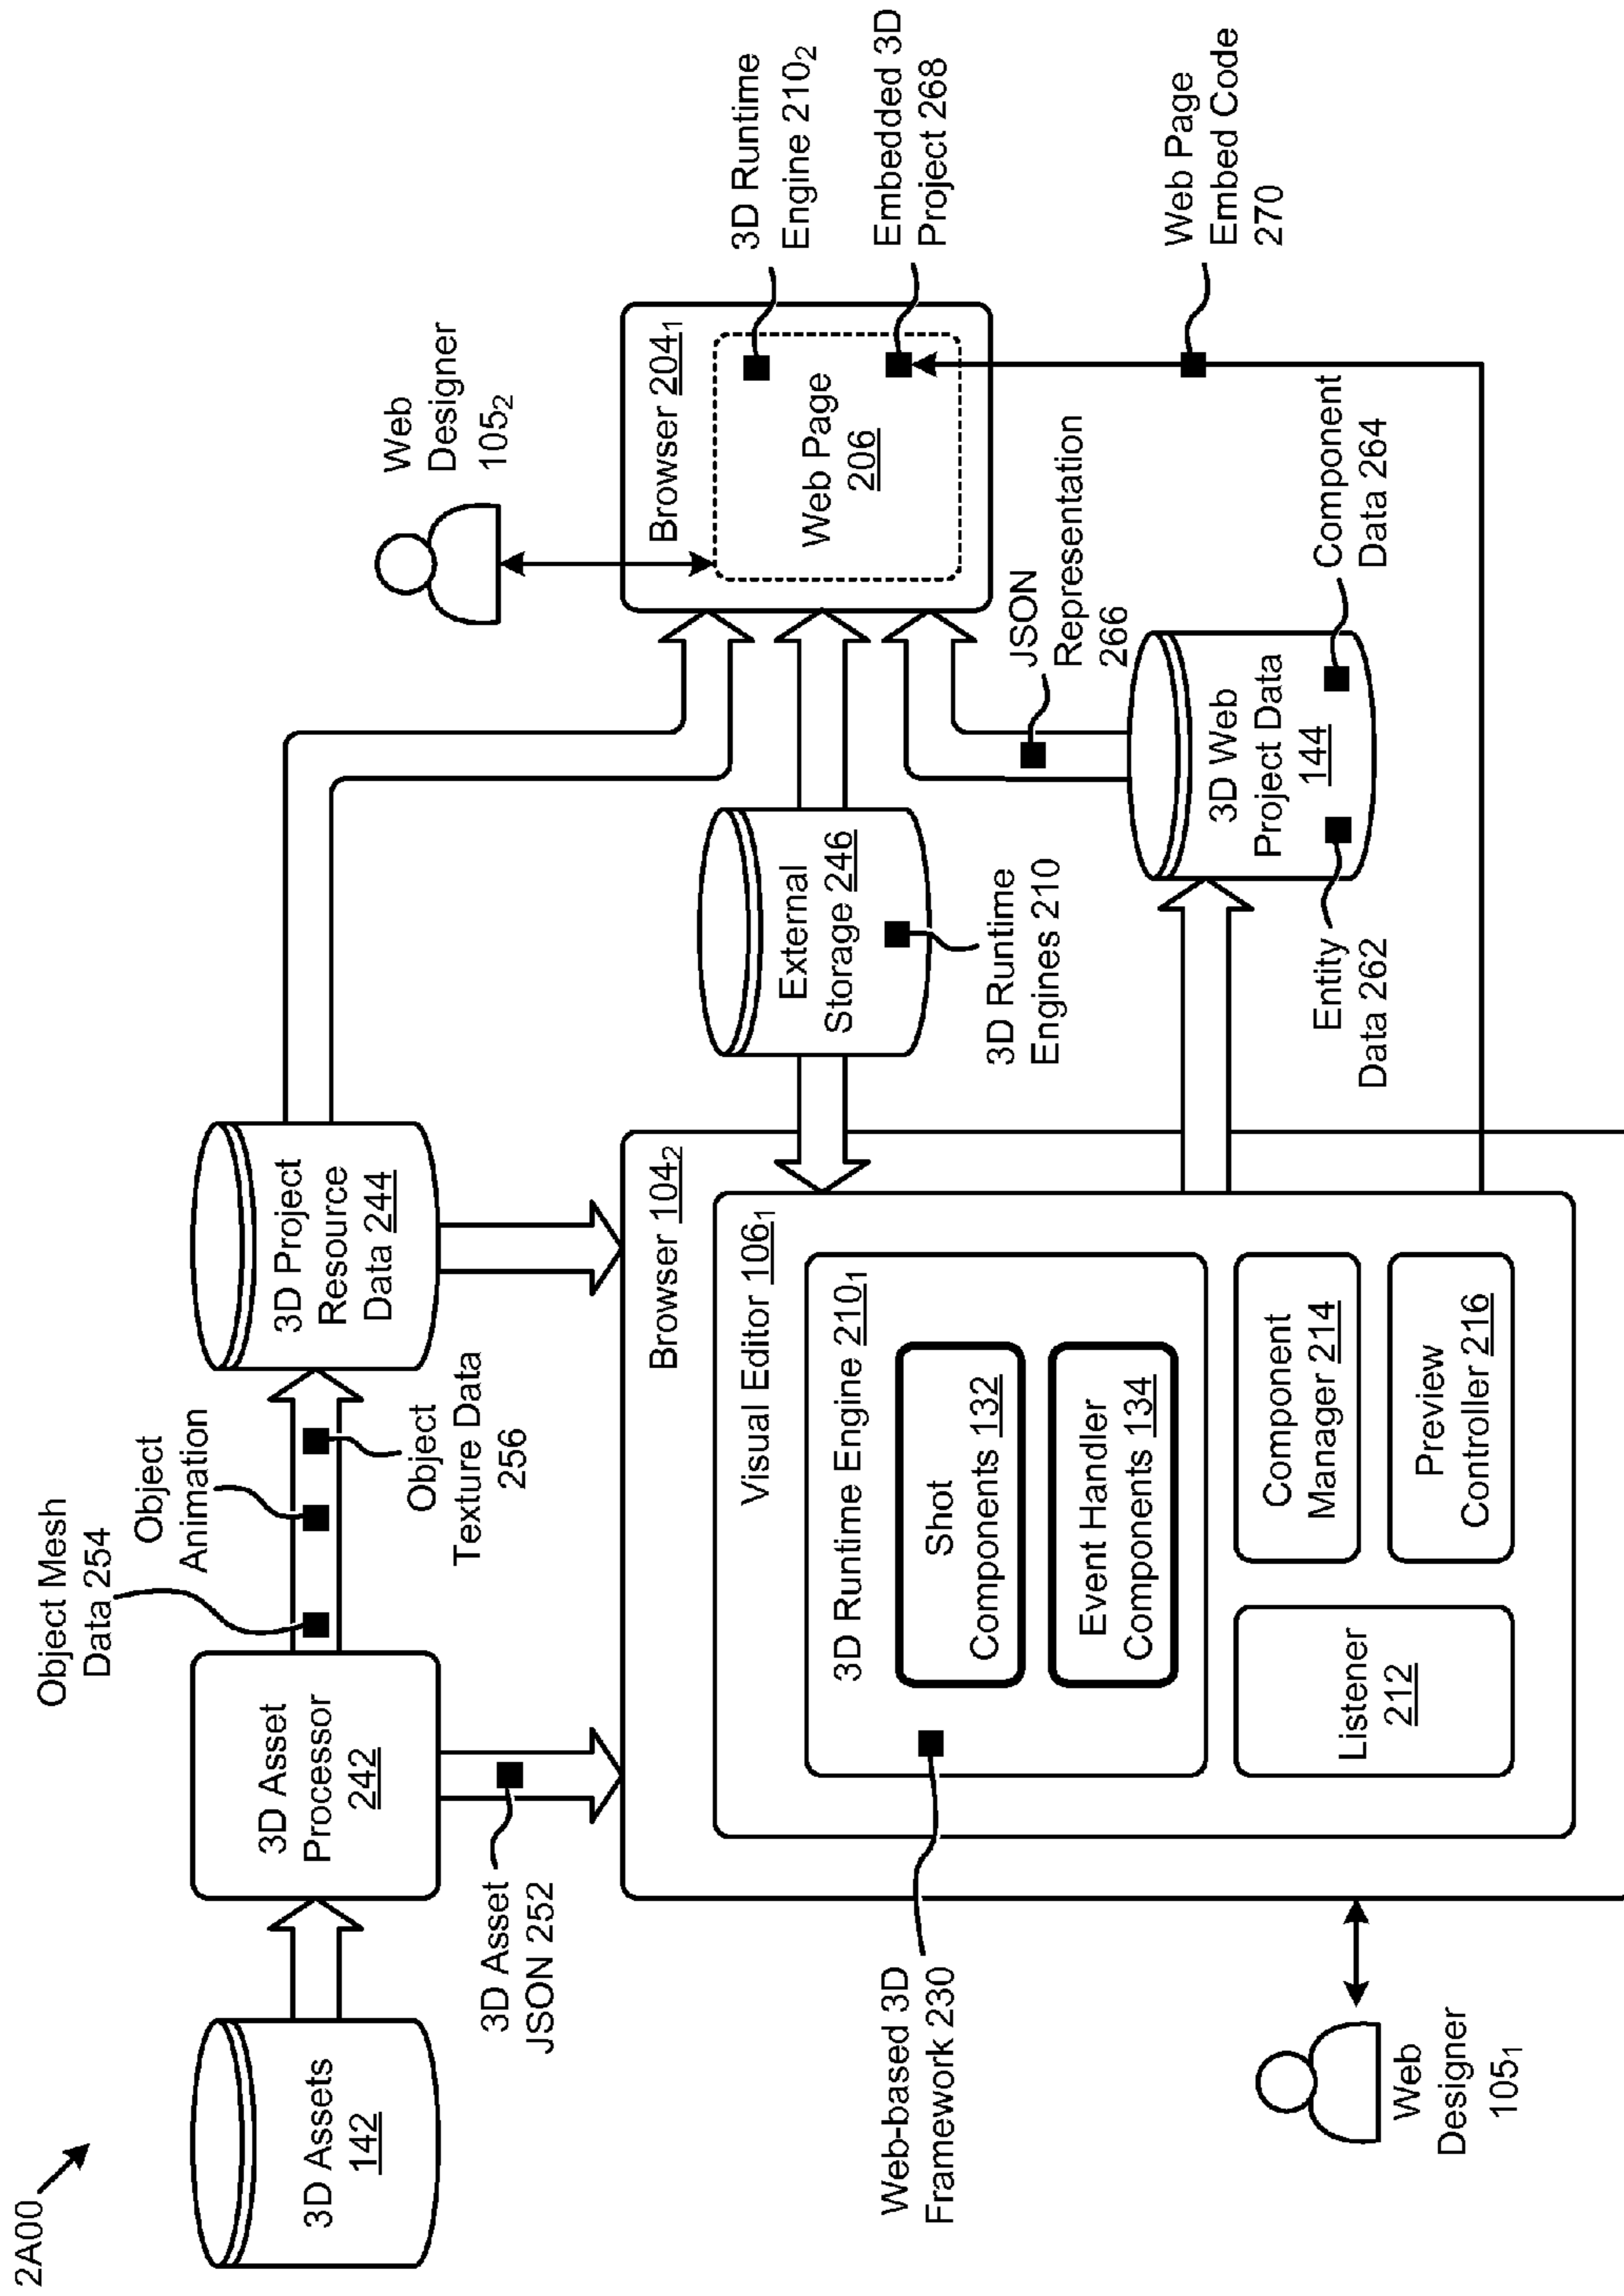 2A00
3D Assets
142
3D Asset
Processor
242
Object Mesh
Data 254
Object
Animation
Object
Texture Data
256
3D Project
Resource
Data 244
3D Asset
JSON 252
Web
Designer
105₂
Browser 204₁
Web Page
206
3D Runtime
Engine 210₂
Embedded 3D
Project 268
External
Storage 246
3D Runtime
Engines 210
JSON
Representation
266
Web Page
Embed Code
270
3D Web
Project Data
144
Entity
Data 262
Component
Data 264
Browser 104₂
Visual Editor 106₁
3D Runtime Engine 210₁
Shot
Components 132
Event Handler
Components 134
Web-based 3D
Framework 230
Listener
212
Component
Manager 214
Preview
Controller 216
Web
Designer
105₁